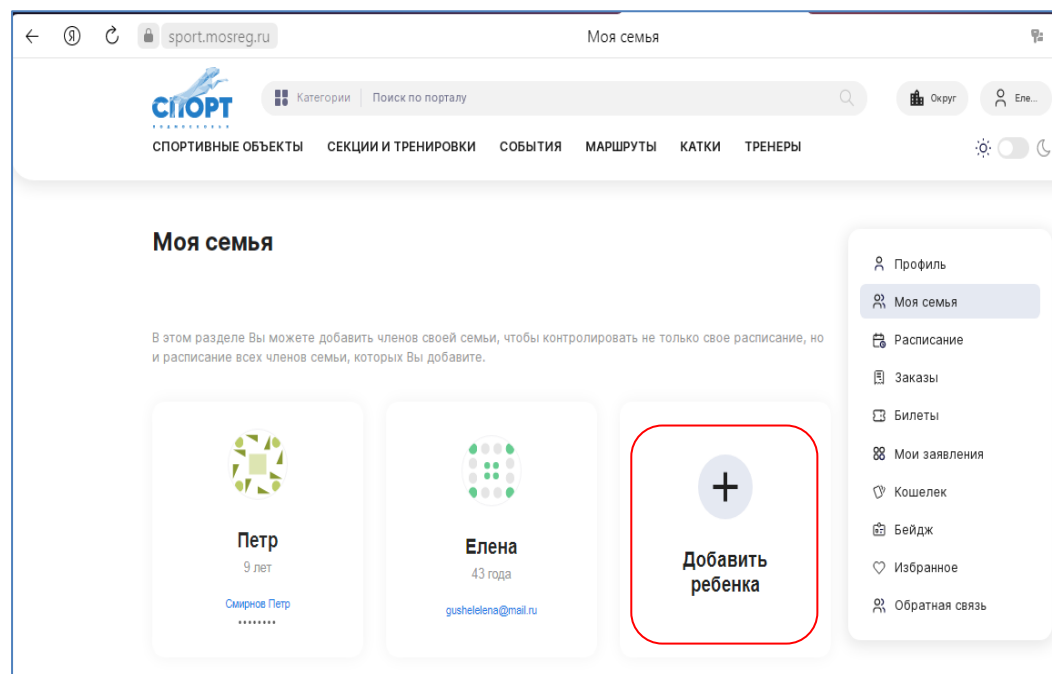 sport.mosreg.ru
Моя семья
СПОРТ
ПОДМОСКОВЬЯ
Категории
Поиск по порталу
Округ
Еле...
СПОРТИВНЫЕ ОБЪЕКТЫ
СЕКЦИИ И ТРЕНИРОВКИ
СОБЫТИЯ
МАРШРУТЫ
КАТКИ
ТРЕНЕРЫ
Моя семья
В этом разделе Вы можете добавить членов своей семьи, чтобы контролировать не только свое расписание, но
и расписание всех членов семьи, которых Вы добавите.
Петр
9 лет
Смирнов Петр
••••••••
Елена
43 года
gushelelena@mail.ru
Добавить
ребенка
Профиль
Моя семья
Расписание
Заказы
Билеты
Мои заявления
Кошелек
Бейдж
Избранное
Обратная связь